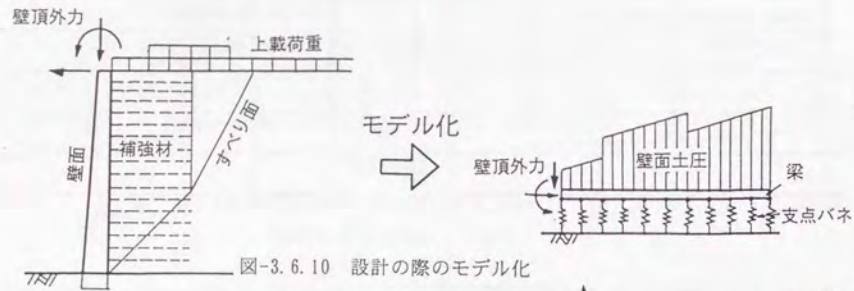 壁頂外力
上載荷重
壁面
補強材
すべり面
モデル化
壁頂外力
壁面土圧
梁
支点バネ
図-3.6.10 設計の際のモデル化